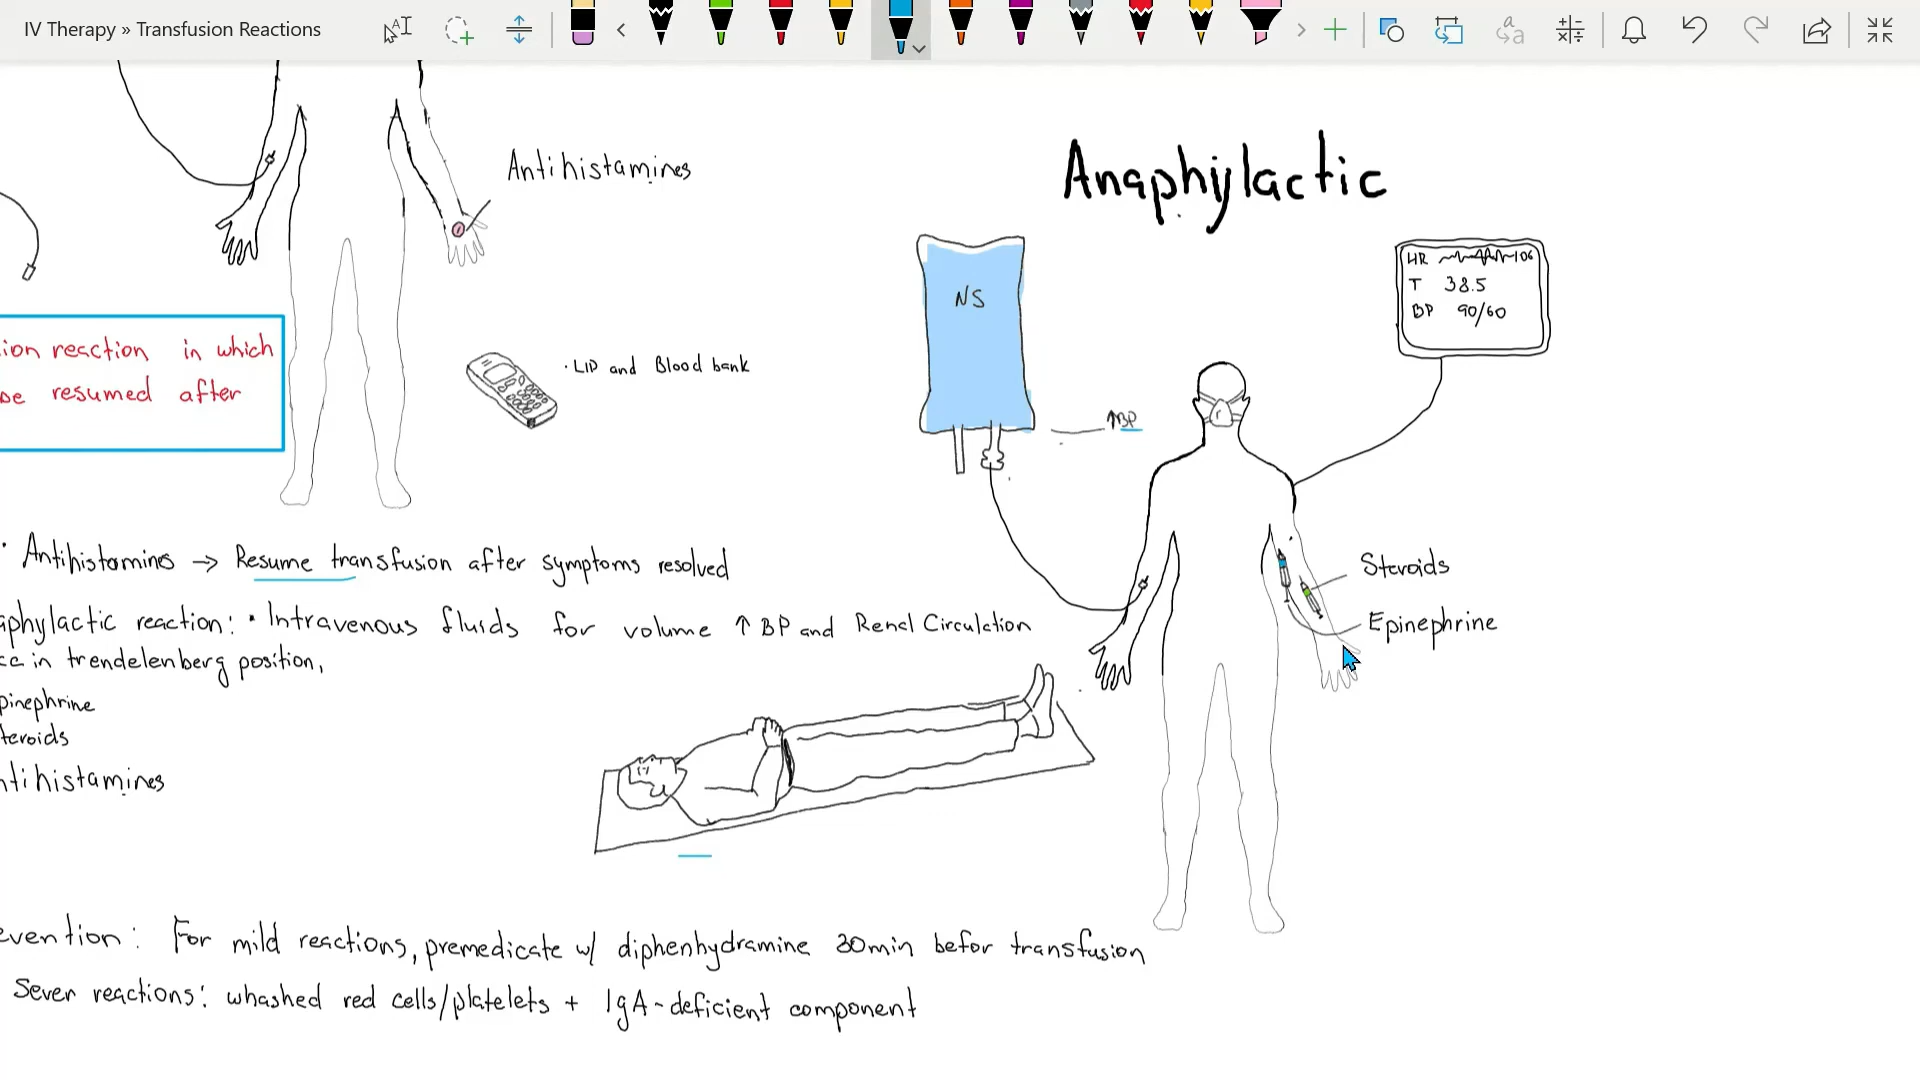 IV Therapy » Transfusion Reactions
Antihistamines
Anaphylactic
NS
HR 106
T 38.5
BP 90/60
ion reaction in which
be resumed after
• LIP and Blood bank
↑BP
• Antihistamines → Resume transfusion after symptoms resolved
Steroids
Epinephrine
aphylactic reaction: • Intravenous fluids for volume ↑ BP and Renal Circulation
ce in trendelenberg position,
pinephrine
teroids
ntihistamines
evention: For mild reactions, premedicate w/ diphenhydramine 30min befor transfusion
Sever reactions: whashed red cells/platelets + IgA-deficient component